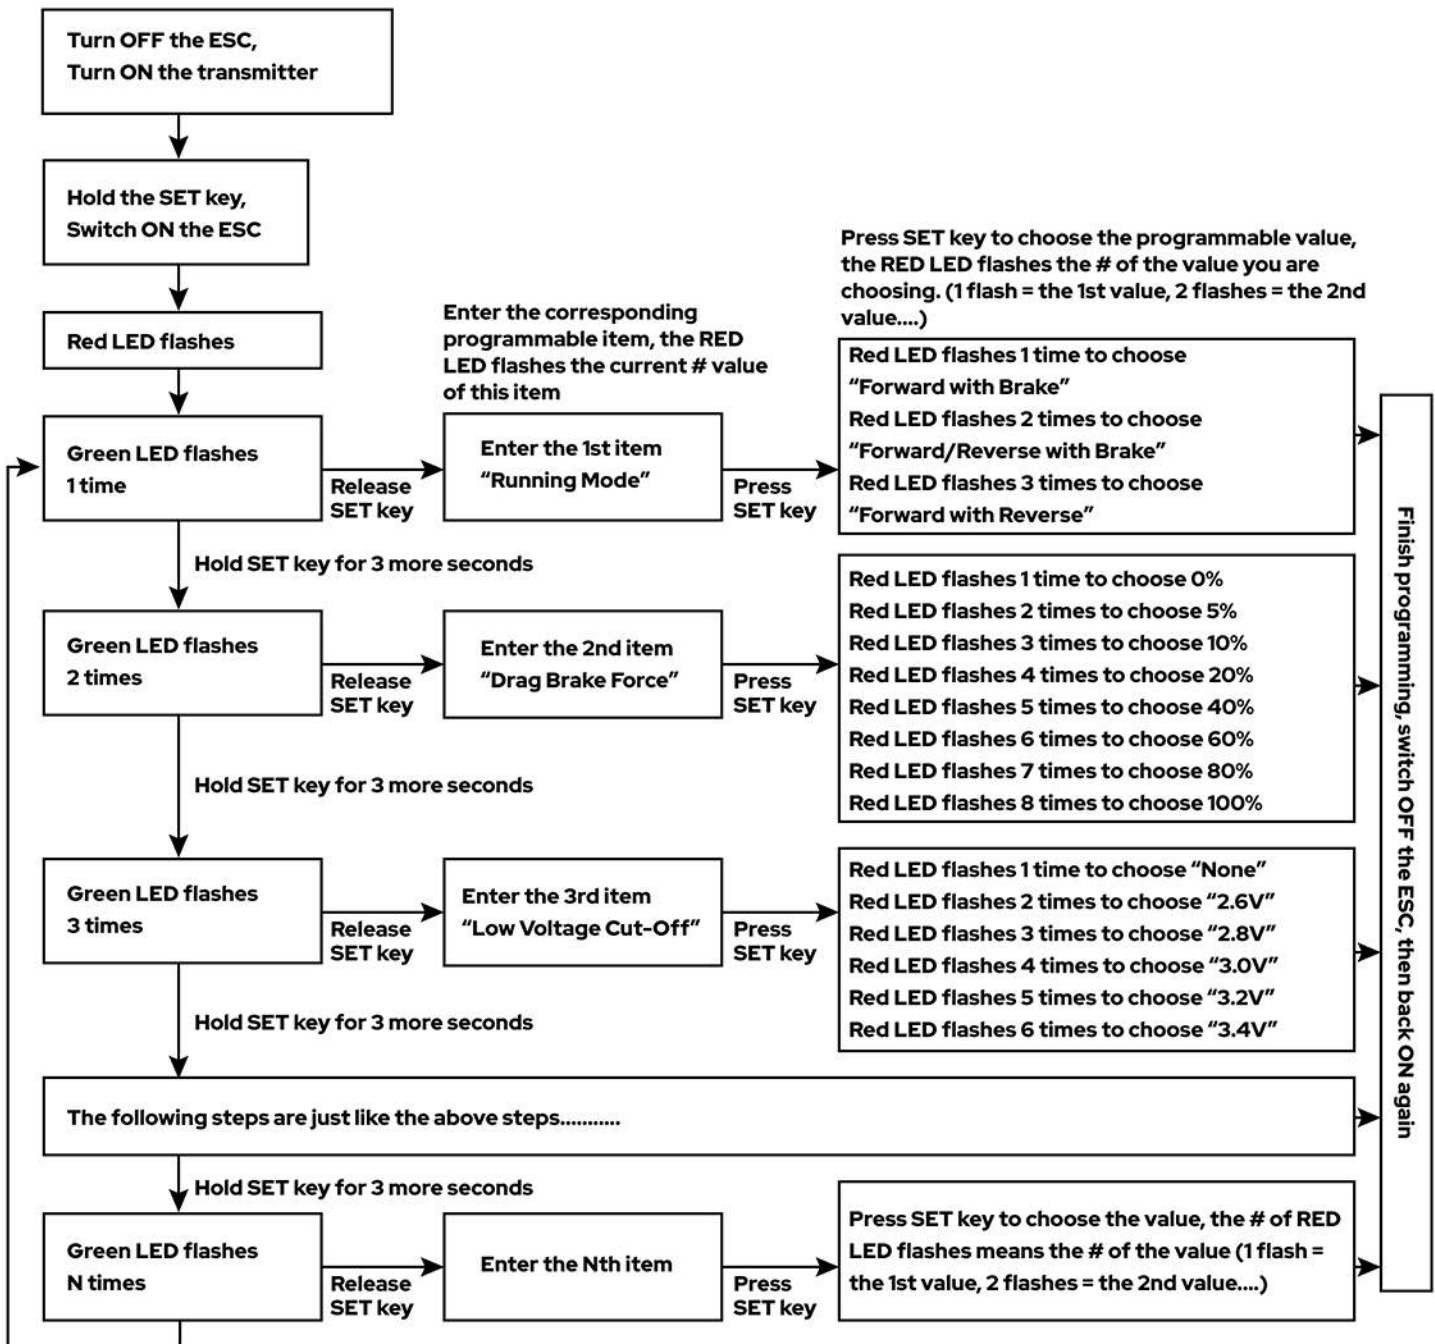 Turn OFF the ESC,
Turn ON the transmitter
Hold the SET key,
Switch ON the ESC
Red LED flashes
Press SET key to choose the programmable value,
the RED LED flashes the # of the value you are
choosing. (1 flash = the 1st value, 2 flashes = the 2nd
value....)
Enter the corresponding
programmable item, the RED
LED flashes the current # value
of this item
Green LED flashes
1 time
Release
SET key
Enter the 1st item
“Running Mode”
Press
SET key
Red LED flashes 1 time to choose
“Forward with Brake”
Red LED flashes 2 times to choose
“Forward/Reverse with Brake”
Red LED flashes 3 times to choose
“Forward with Reverse”
Hold SET key for 3 more seconds
Green LED flashes
2 times
Release
SET key
Enter the 2nd item
“Drag Brake Force”
Press
SET key
Red LED flashes 1 time to choose 0%
Red LED flashes 2 times to choose 5%
Red LED flashes 3 times to choose 10%
Red LED flashes 4 times to choose 20%
Red LED flashes 5 times to choose 40%
Red LED flashes 6 times to choose 60%
Red LED flashes 7 times to choose 80%
Red LED flashes 8 times to choose 100%
Hold SET key for 3 more seconds
Green LED flashes
3 times
Release
SET key
Enter the 3rd item
“Low Voltage Cut-Off”
Press
SET key
Red LED flashes 1 time to choose “None”
Red LED flashes 2 times to choose “2.6V”
Red LED flashes 3 times to choose “2.8V”
Red LED flashes 4 times to choose “3.0V”
Red LED flashes 5 times to choose “3.2V”
Red LED flashes 6 times to choose “3.4V”
Hold SET key for 3 more seconds
The following steps are just like the above steps...........
Hold SET key for 3 more seconds
Green LED flashes
N times
Release
SET key
Enter the Nth item
Press
SET key
Press SET key to choose the value, the # of RED
LED flashes means the # of the value (1 flash =
the 1st value, 2 flashes = the 2nd value....)
Finish programming, switch OFF the ESC, then back ON again